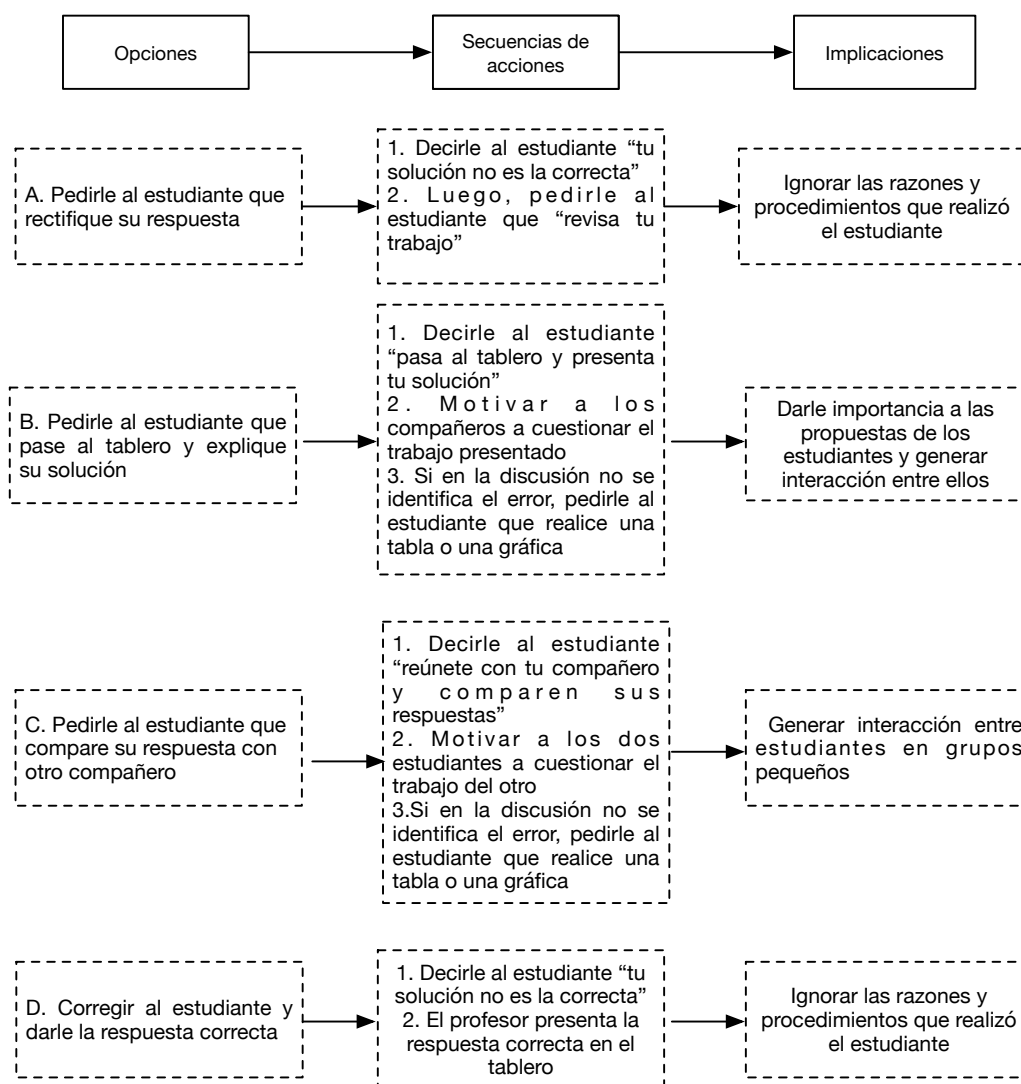 Opciones
Secuencias de
acciones
Implicaciones
A. Pedirle al estudiante que
rectifique su respuesta
1. Decirle al estudiante “tu
solución no es la correcta”
2. Luego, pedirle al
estudiante que “revisa tu
trabajo”
Ignorar las razones y
procedimientos que realizó
el estudiante
B. Pedirle al estudiante que
pase al tablero y explique
su solución
1. Decirle al estudiante
“pasa al tablero y presenta
tu solución”
2. Motivar a los
compañeros a cuestionar el
trabajo presentado
3. Si en la discusión no se
identifica el error, pedirle al
estudiante que realice una
tabla o una gráfica
Darle importancia a las
propuestas de los
estudiantes y generar
interacción entre ellos
C. Pedirle al estudiante que
compare su respuesta con
otro compañero
1. Decirle al estudiante
“reúnete con tu compañero
y comparen sus
respuestas”
2. Motivar a los dos
estudiantes a cuestionar el
trabajo del otro
3.Si en la discusión no se
identifica el error, pedirle al
estudiante que realice una
tabla o una gráfica
Generar interacción entre
estudiantes en grupos
pequeños
D. Corregir al estudiante y
darle la respuesta correcta
1. Decirle al estudiante “tu
solución no es la correcta”
2. El profesor presenta la
respuesta correcta en el
tablero
Ignorar las razones y
procedimientos que realizó
el estudiante